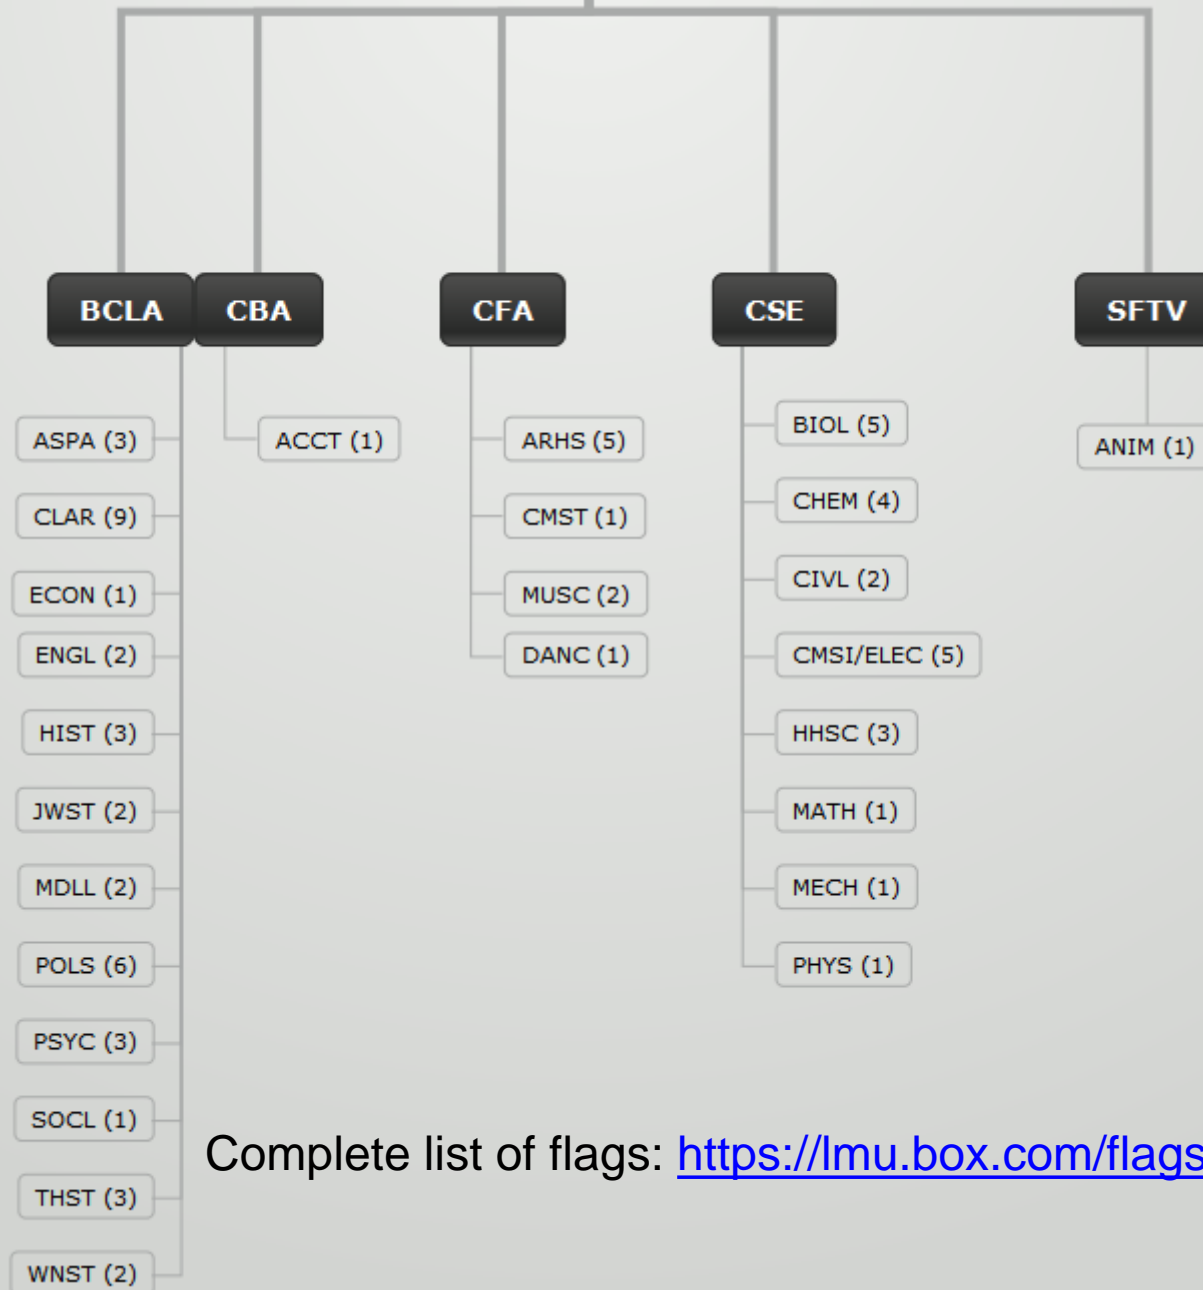 BCLA
CBA
CFA
CSE
SFTV
ASPA (3)
CLAR (9)
ECON (1)
ENGL (2)
HIST (3)
JWST (2)
MDLL (2)
POLS (6)
PSYC (3)
SOCL (1)
THST (3)
WNST (2)
ACCT (1)
ARHS (5)
CMST (1)
MUSC (2)
DANC (1)
BIOL (5)
CHEM (4)
CIVL (2)
CMSI/ELEC (5)
HHSC (3)
MATH (1)
MECH (1)
PHYS (1)
ANIM (1)
Complete list of flags: https://lmu.box.com/flags